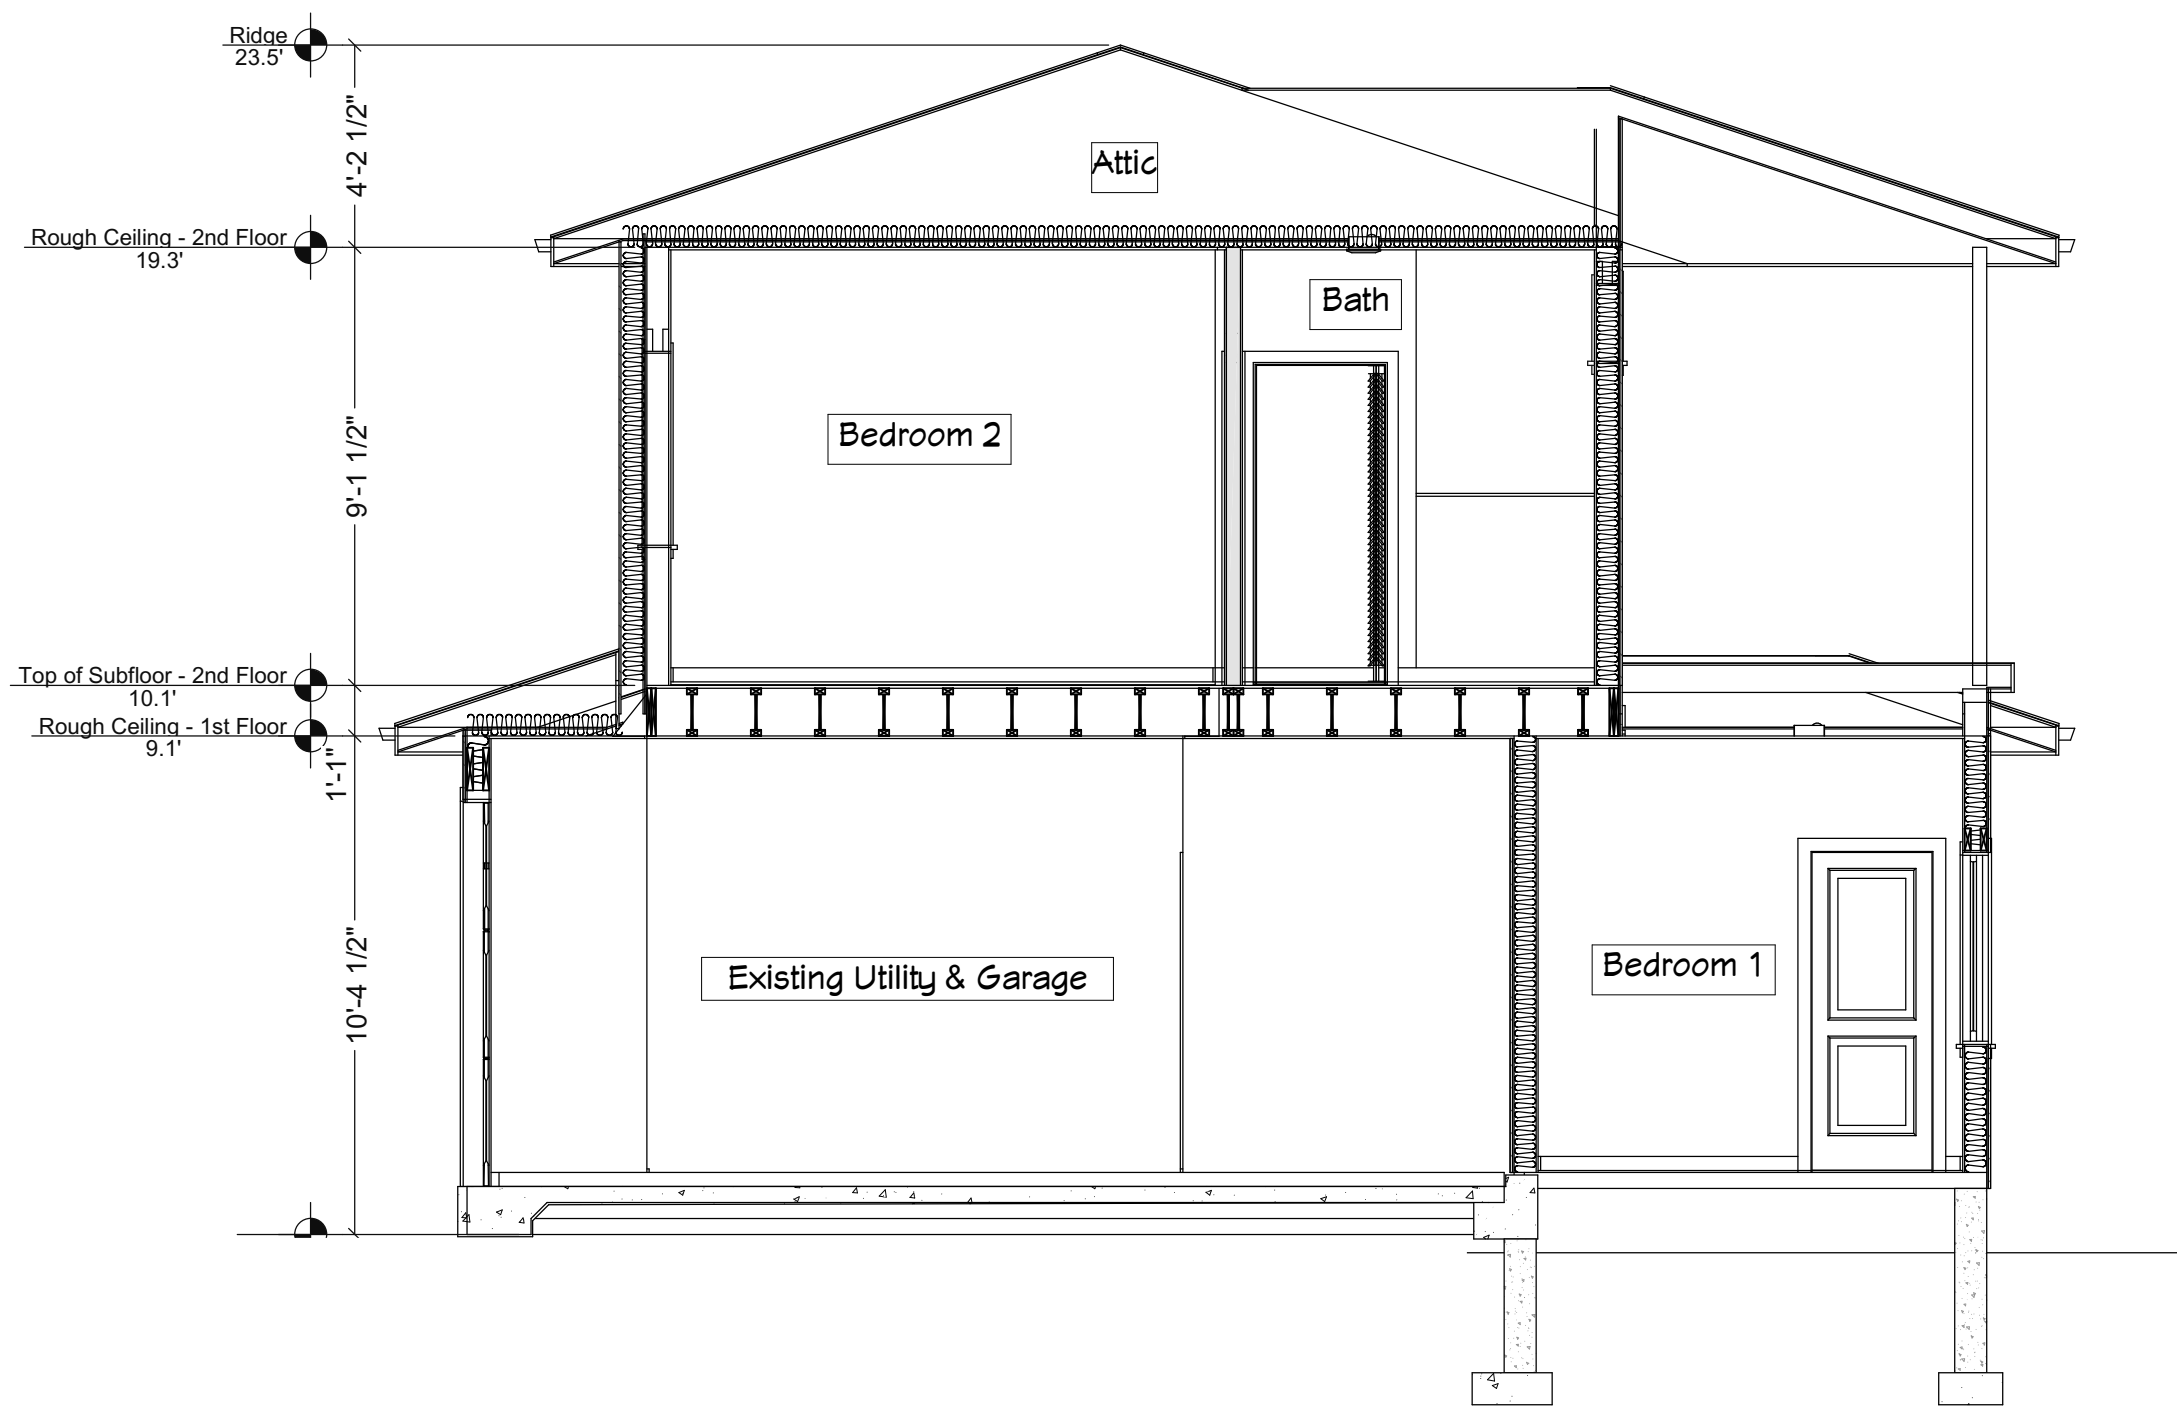 Ridge
23.5'
4'-2 1/2"
Attic
Rough Ceiling - 2nd Floor
19.3'
Bath
9'-1 1/2"
Bedroom 2
Top of Subfloor - 2nd Floor
10.1'
Rough Ceiling - 1st Floor
9.1'
1'-1"
10'-4 1/2"
Existing Utility & Garage
Bedroom 1